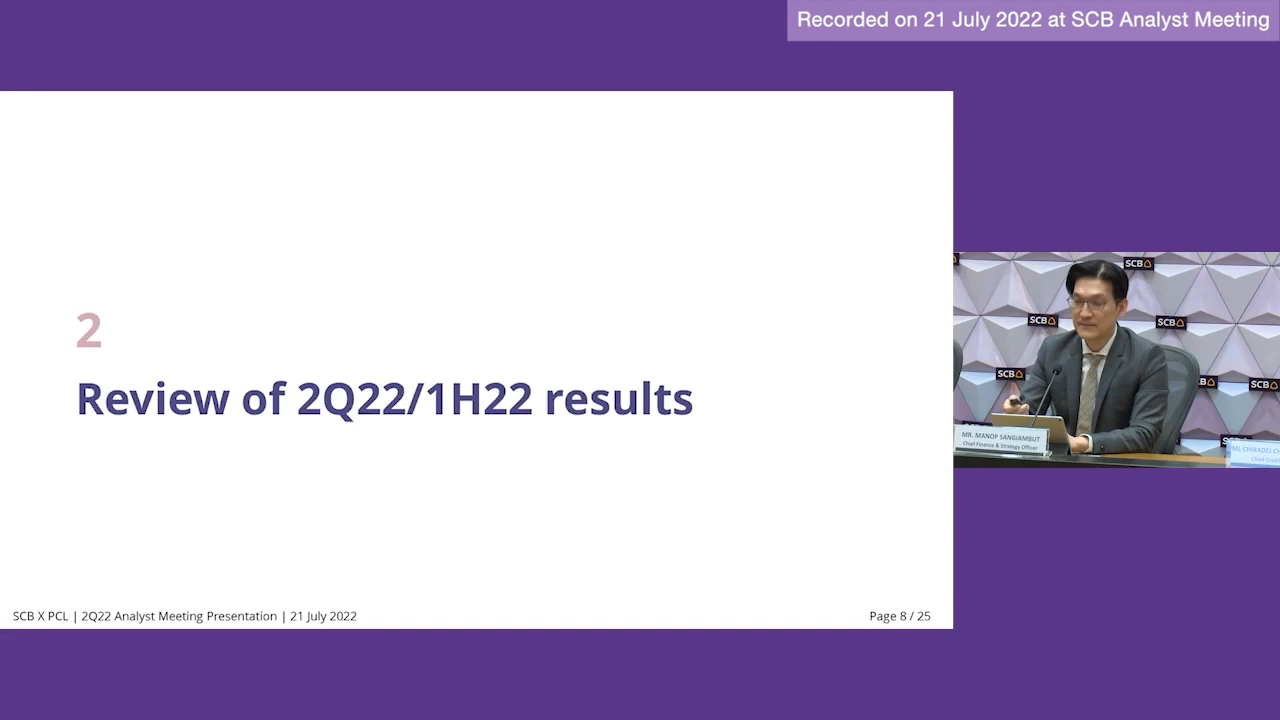 Recorded on 21 July 2022 at SCB Analyst Meeting
2
Review of 2Q22/1H22 results
SCB X PCL | 2Q22 Analyst Meeting Presentation | 21 July 2022
Page 8 / 25
SCB
SCB
SCB
SCB
SCB
MR. MANOP SANGIAMBUT
Chief Finance & Strategy Officer